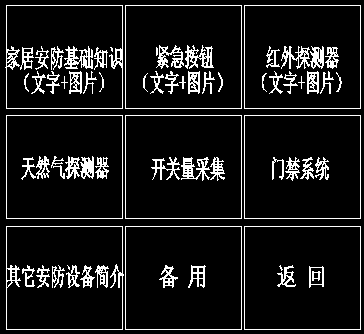 家居安防基础知识
（文字+图片）
紧急按钮
（文字+图片）
红外探测器
（文字+图片）
天然气探测器
开关量采集
门禁系统
其它安防设备简介
备用
返回